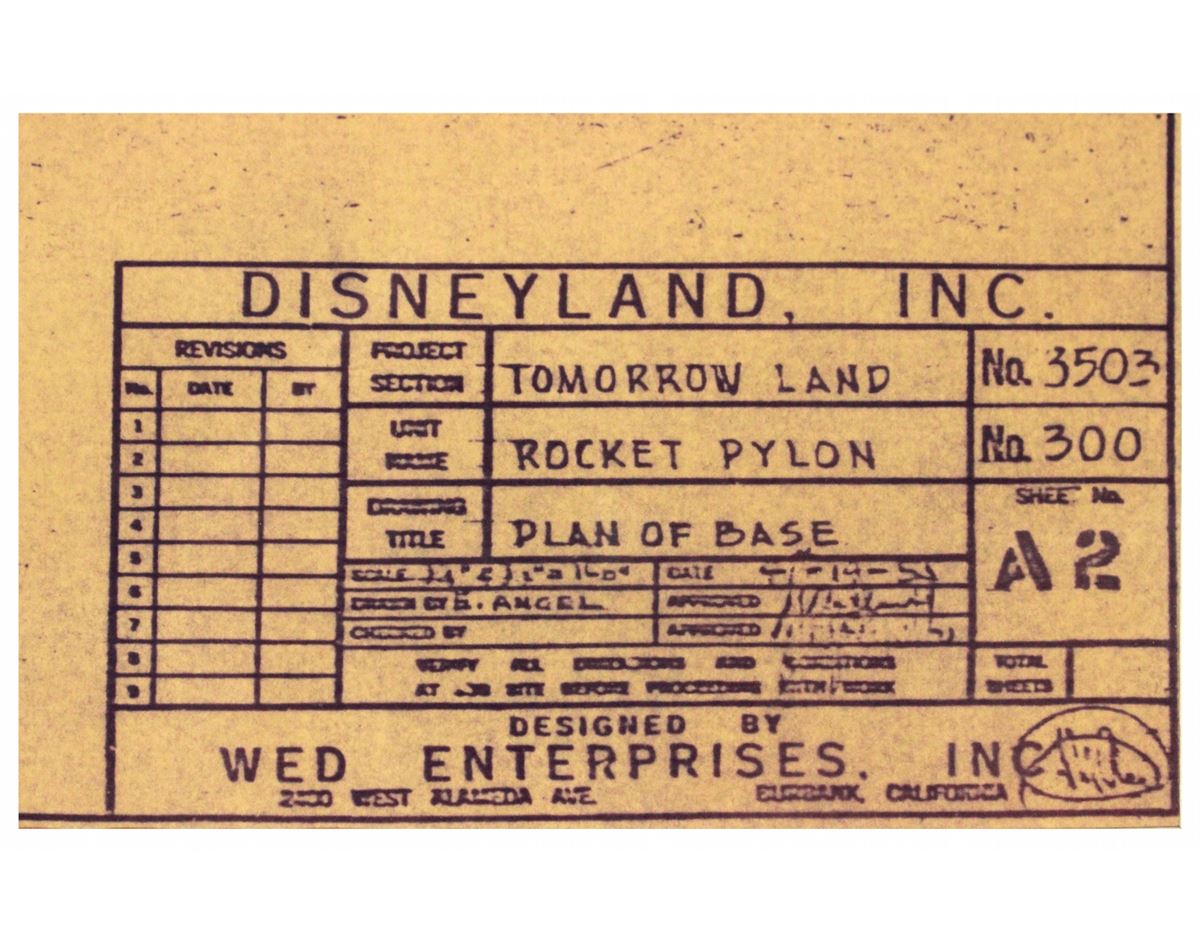 DISNEYLAND, INC.
REVISIONS
No. DATE BY
1
2
3
4
5
6
7
8
9
PROJECT
SECTION
TOMORROW LAND
No. 3503
UNIT
NAME
ROCKET PYLON
No. 300
DRAWING
TITLE
PLAN OF BASE
SHEET No.
A2
SCALE
DATE
DRAWN BY ANGEL
APPROVED
CHECKED BY
APPROVED
VERIFY ALL DIMENSIONS AND CONDITIONS
AT JOB SITE BEFORE PROCEEDING WITH WORK
TOTAL
SHEETS
DESIGNED BY
WED ENTERPRISES, INC
WEST ALAMEDA AVE. BURBANK, CALIFORNIA